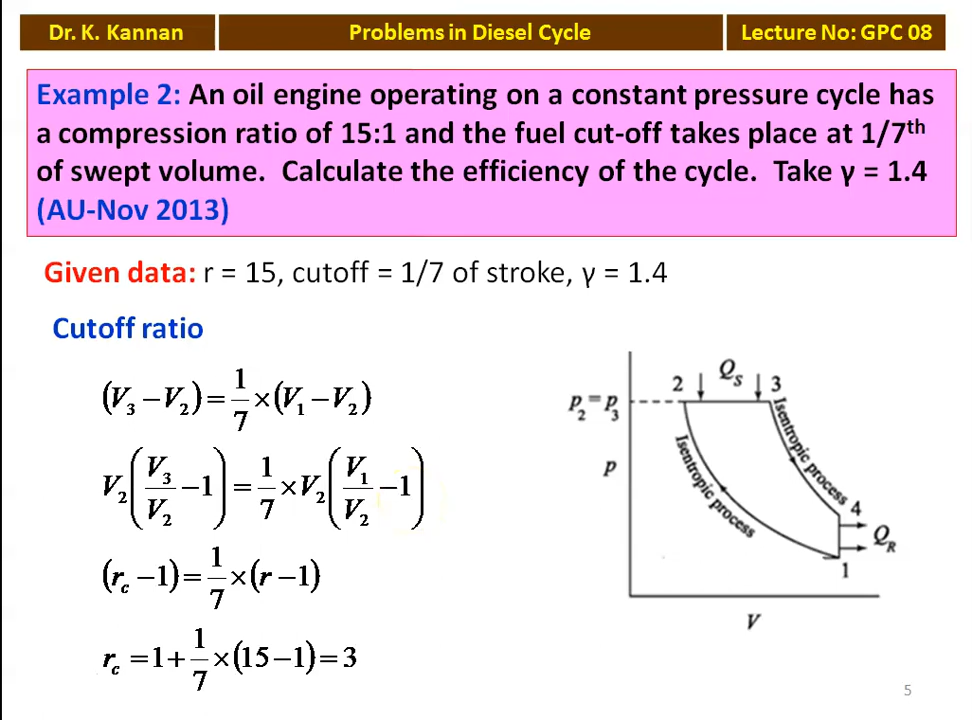 Dr. K. Kannan
Problems in Diesel Cycle
Lecture No: GPC 08
Example 2: An oil engine operating on a constant pressure cycle has
a compression ratio of 15:1 and the fuel cut-off takes place at 1/7th
of swept volume. Calculate the efficiency of the cycle. Take γ = 1.4
(AU-Nov 2013)
Given data: r = 15, cutoff = 1/7 of stroke, γ = 1.4
Cutoff ratio
(V₃ − V₂) = 1/7 × (V₁ − V₂)
V₂(V₃/V₂ − 1) = 1/7 × V₂(V₁/V₂ − 1)
(r_c − 1) = 1/7 × (r − 1)
r_c = 1 + 1/7 × (15 − 1) = 3
Q_S
2
3
p₂ = p₃
Isentropic process
Isentropic process
p
4
Q_R
1
V
5